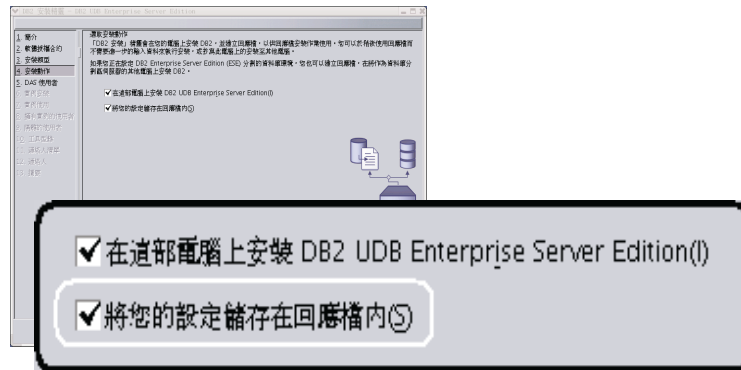 DB2 安裝精靈 - DB2 UDB Enterprise Server Edition
1. 簡介
2. 軟體授權合約
3. 安裝類型
4. 安裝動作
5. DAS 使用者
選取安裝動作
「DB2 安裝」精靈會在您的電腦上安裝 DB2,並建立回應檔,以供回應檔安裝作業使用。您可以於稍後使用回應檔而
不需要進一步的輸入資料來執行安裝,或抄寫此電腦上的安裝至其他電腦。
如果您正在設定 DB2 Enterprise Server Edition (ESE) 分割的資料庫環境,您也可以建立回應檔,在將作為資料庫分
割區伺服器的其他電腦上安裝 DB2。
在這部電腦上安裝 DB2 UDB Enterprise Server Edition(I)
將您的設定儲存在回應檔內(S)
在這部電腦上安裝 DB2 UDB Enterprise Server Edition(I)
將您的設定儲存在回應檔內(S)